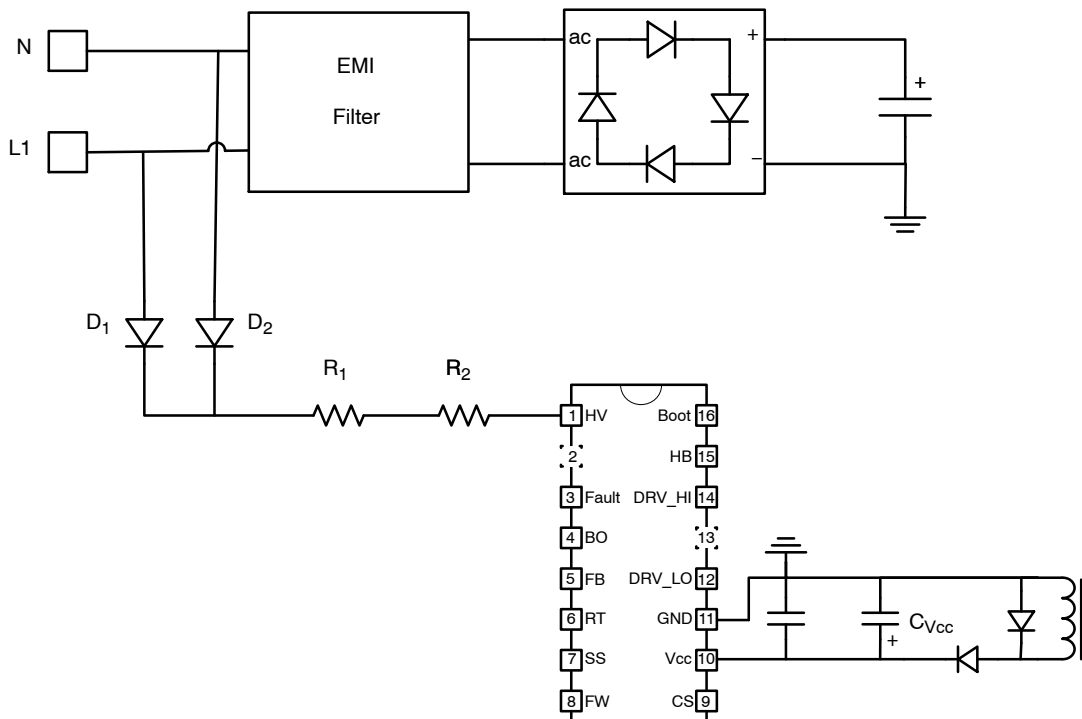 N
EMI
Filter
ac
+
+
L1
ac
−
D₁
D₂
R₁
R₂
1 HV
Boot 16
2
HB 15
3 Fault
DRV_HI 14
4 BO
13
5 FB
DRV_LO 12
6 RT
GND 11
C_Vcc
+
7 SS
Vcc 10
8 FW
CS 9